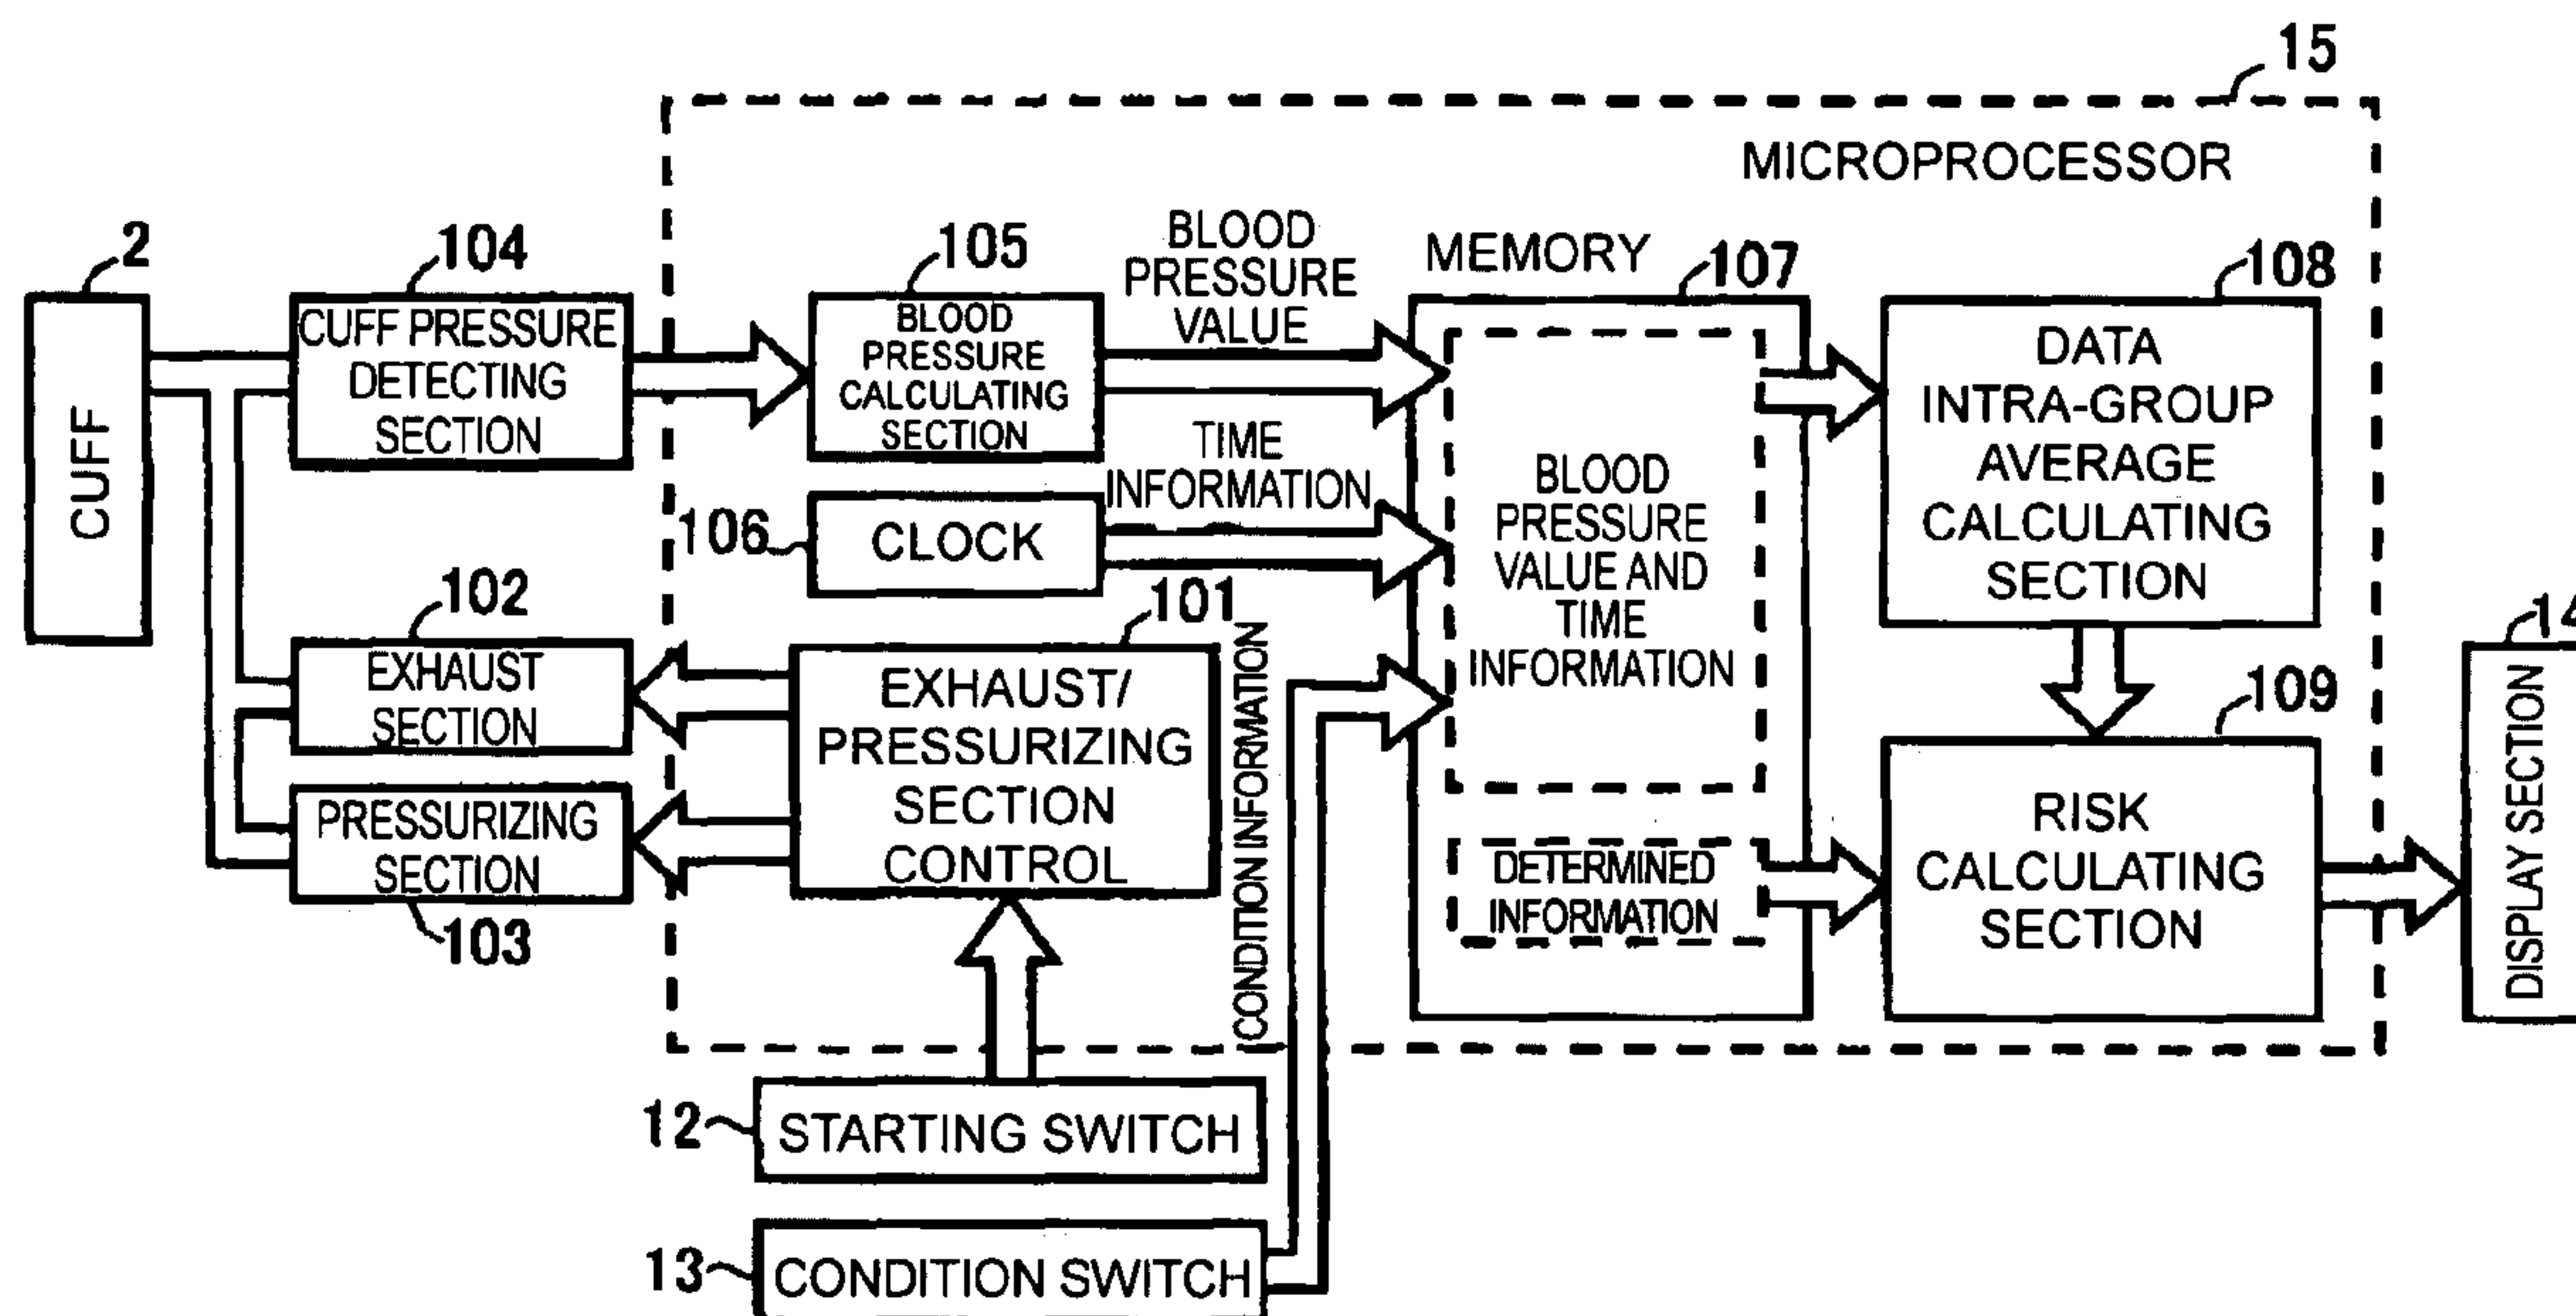 15
MICROPROCESSOR
2
CUFF
104
CUFF PRESSURE
DETECTING
SECTION
105
BLOOD
PRESSURE
CALCULATING
SECTION
BLOOD
PRESSURE
VALUE
TIME
INFORMATION
106
CLOCK
MEMORY
107
BLOOD
PRESSURE
VALUE AND
TIME
INFORMATION
DETERMINED
INFORMATION
108
DATA
INTRA-GROUP
AVERAGE
CALCULATING
SECTION
102
EXHAUST
SECTION
PRESSURIZING
SECTION
103
101
EXHAUST/
PRESSURIZING
SECTION
CONTROL
CONDITION INFORMATION
109
RISK
CALCULATING
SECTION
14
DISPLAY SECTION
12
STARTING SWITCH
13
CONDITION SWITCH